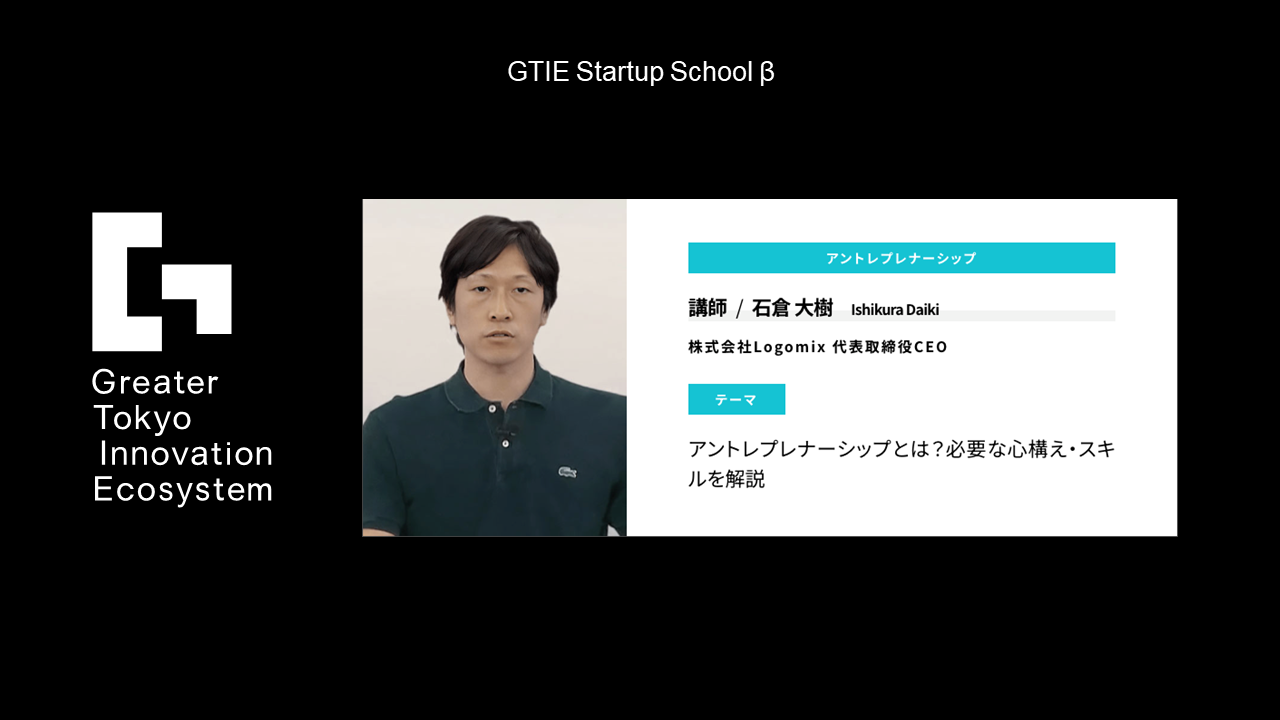 GTIE Startup School β
Greater
Tokyo
Innovation
Ecosystem
アントレプレナーシップ
講師 / 石倉 大樹 Ishikura Daiki
株式会社Logomix 代表取締役CEO
テーマ
アントレプレナーシップとは？必要な心構え・スキ
ルを解説